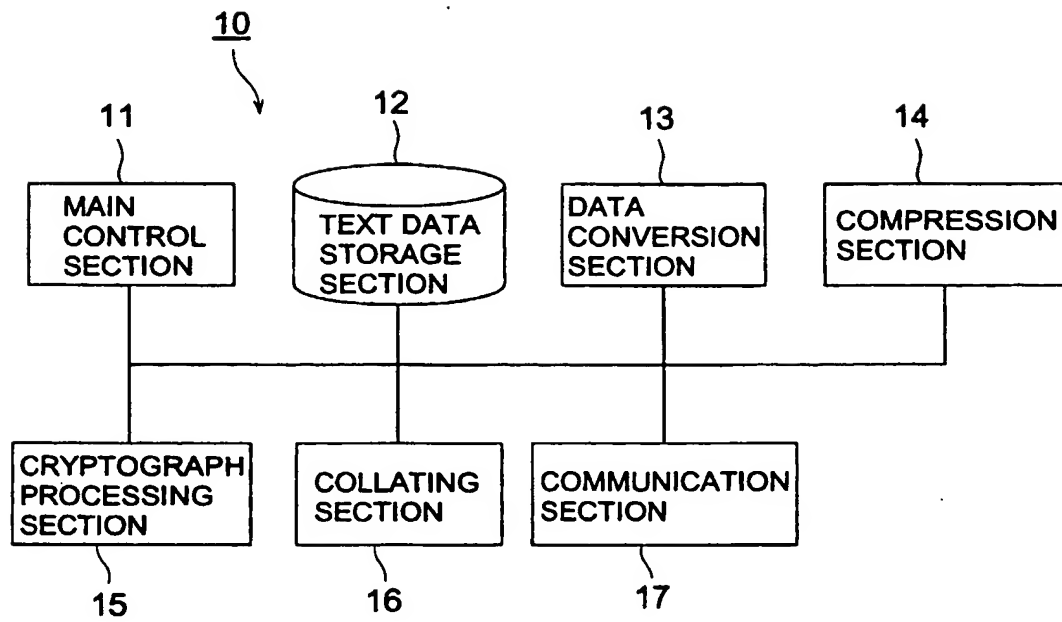 10
11
12
13
14
MAIN
CONTROL
SECTION
TEXT DATA
STORAGE
SECTION
DATA
CONVERSION
SECTION
COMPRESSION
SECTION
CRYPTOGRAPH
PROCESSING
SECTION
COLLATING
SECTION
COMMUNICATION
SECTION
15
16
17